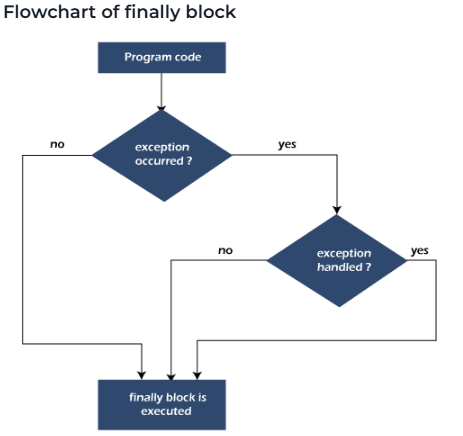 Flowchart of finally block
Program code
exception
occurred ?
no
yes
exception
handled ?
no
yes
finally block is
executed